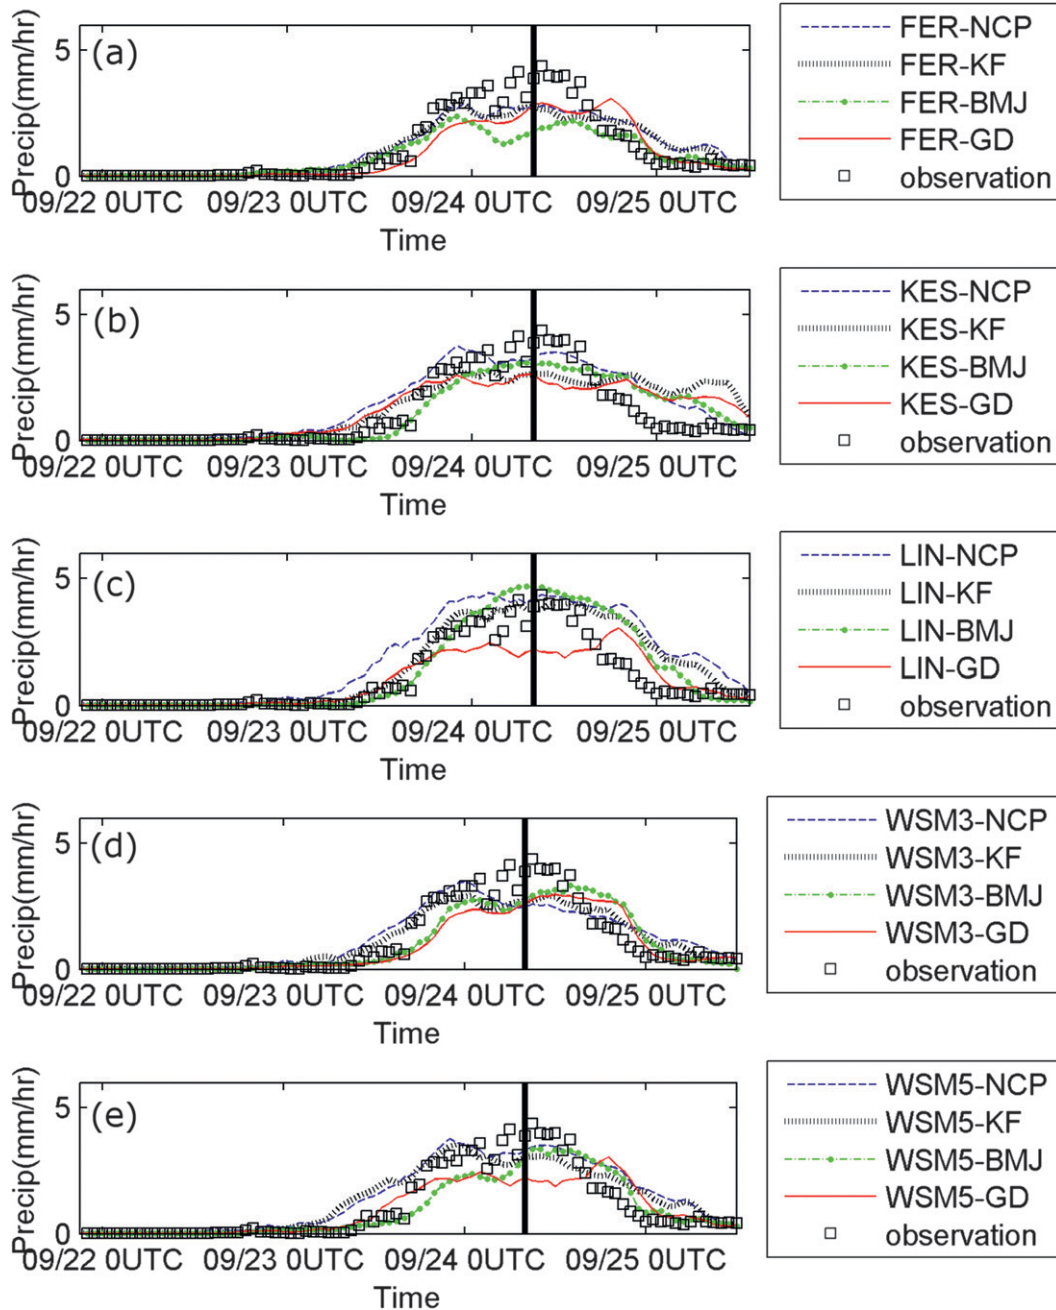 Precip(mm/hr)
5
0
(a)
09/22 0UTC 09/23 0UTC 09/24 0UTC 09/25 0UTC
Time
FER-NCP
FER-KF
FER-BMJ
FER-GD
observation
Precip(mm/hr)
5
0
(b)
09/22 0UTC 09/23 0UTC 09/24 0UTC 09/25 0UTC
Time
KES-NCP
KES-KF
KES-BMJ
KES-GD
observation
Precip(mm/hr)
5
0
(c)
09/22 0UTC 09/23 0UTC 09/24 0UTC 09/25 0UTC
Time
LIN-NCP
LIN-KF
LIN-BMJ
LIN-GD
observation
Precip(mm/hr)
5
0
(d)
09/22 0UTC 09/23 0UTC 09/24 0UTC 09/25 0UTC
Time
WSM3-NCP
WSM3-KF
WSM3-BMJ
WSM3-GD
observation
Precip(mm/hr)
5
0
(e)
09/22 0UTC 09/23 0UTC 09/24 0UTC 09/25 0UTC
Time
WSM5-NCP
WSM5-KF
WSM5-BMJ
WSM5-GD
observation